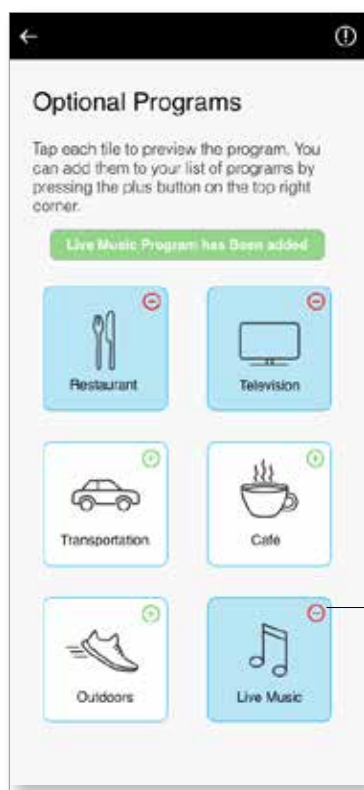 Optional Programs
Tap each tile to preview the program. You
can add them to your list of programs by
pressing the plus button on the top right
corner.
Live Music Program has Been added
Restaurant
Television
Transportation
Café
Outdoors
Live Music